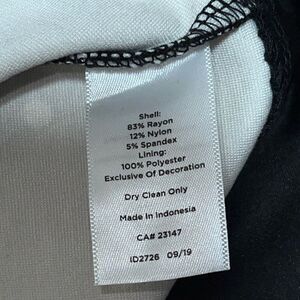 Shell:
83% Rayon
12% Nylon
5% Spandex
Lining:
100% Polyester
Exclusive Of Decoration
Dry Clean Only
Made In Indonesia
CA# 23147
ID2726 09/19